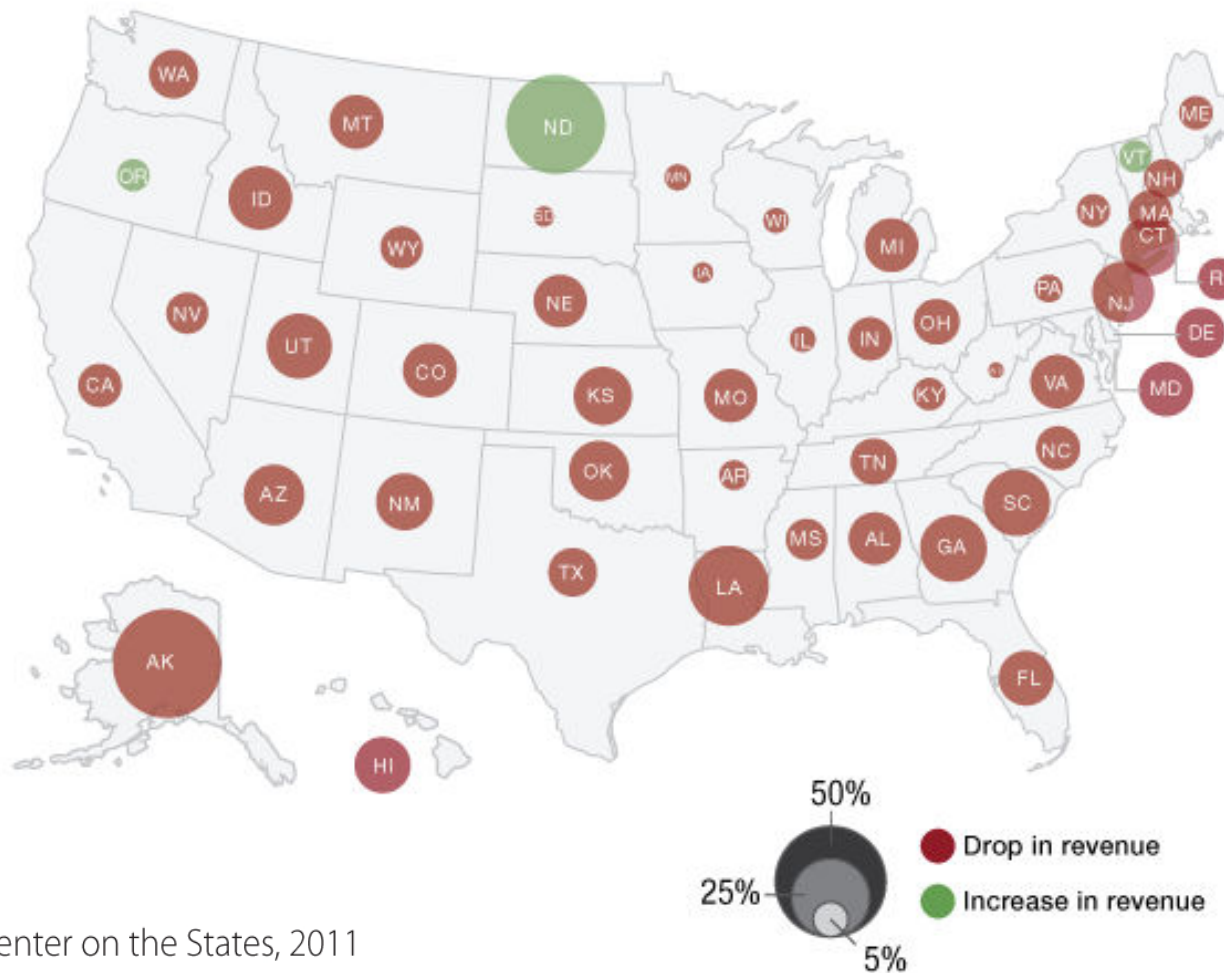 WA
MT
ND
ME
OR
ID
MN
VT
NH
SD
WY
WI
MI
NY
MA
CT
IA
NE
PA
NJ
R
NV
UT
CO
IL
IN
OH
DE
CA
KS
MO
KY
VA
MD
AZ
NM
OK
AR
TN
NC
SC
TX
LA
MS
AL
GA
AK
FL
HI
50%
Drop in revenue
25%
Increase in revenue
5%
enter on the States, 2011